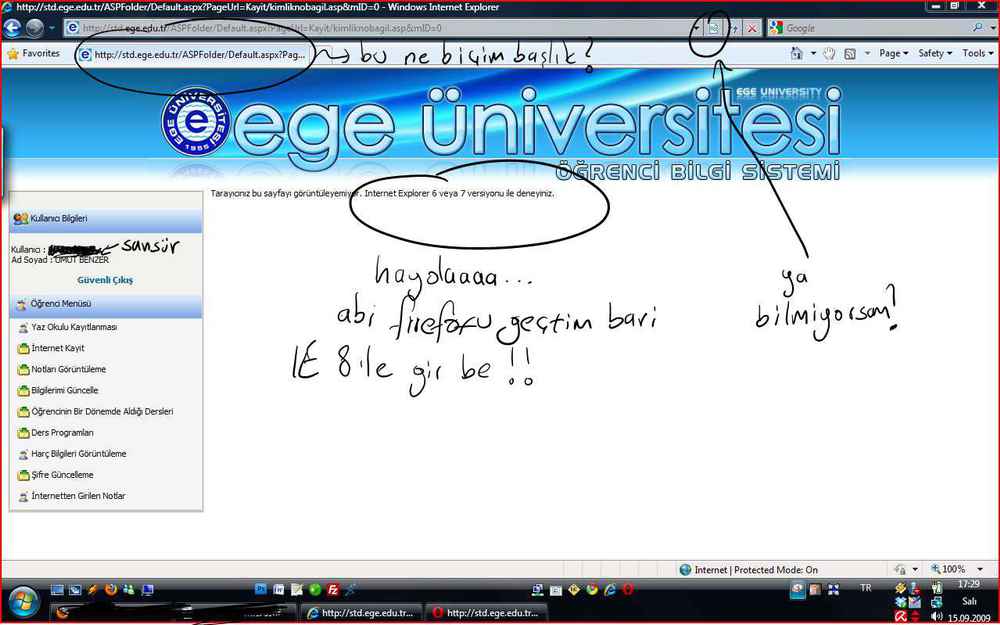 http://std.ege.edu.tr/ASPFolder/Default.aspx?PageUrl=Kayit/kimliknobagil.asp&mID=0 - Windows Internet Explorer
http://std.ege.edu.tr/ASPFolder/Default.aspx?PageUrl=Kayit/kimliknobagil.asp&mID=0
Google
Favorites
http://std.ege.edu.tr/ASPFolder/Default.aspx?Pag...
bu ne biçim başlık?
Page
Safety
Tools
EGE UNIVERSITY
EGE ÜNİVERSİTESİ
1955
ege üniversitesi
ÖĞRENCİ BİLGİ SİSTEMİ
Tarayıcınız bu sayfayı görüntüleyemiyor. Internet Explorer 6 veya 7 versiyonu ile deneyiniz.
Kullanıcı Bilgileri
Kullanıcı :
sansür
Ad Soyad : UMUT BENZER
Güvenli Çıkış
Öğrenci Menüsü
Yaz Okulu Kayıtlanması
İnternet Kayıt
Notları Görüntüleme
Bilgilerimi Güncelle
Öğrencinin Bir Dönemde Aldığı Dersleri
Ders Programları
Harç Bilgileri Görüntüleme
Şifre Güncelleme
İnternetten Girilen Notlar
haydaaaa...
abi firefoxu geçtim bari
IE 8 ile gir be !!
ya
bilmiyorsam?
Internet | Protected Mode: On
100%
TR
17:29
Salı
15.09.2009
http://std.ege.edu.tr...
http://std.ege.edu.tr...